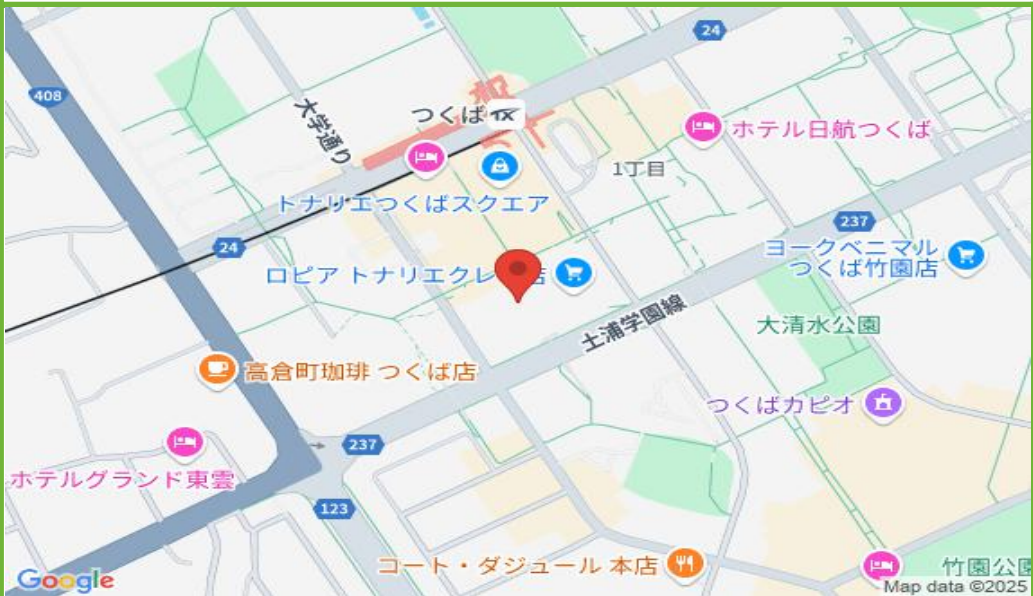 24
408
大学通り
つくば
TX
ホテル日航つくば
1丁目
トナリエつくばスクエア
237
24
ヨークベニマル
つくば竹園店
ロピア トナリエクレ
店
土浦学園線
大清水公園
高倉町珈琲 つくば店
つくばカピオ
237
ホテルグランド東雲
123
コート・ダジュール 本店
竹園公園
Google
Map data ©2025